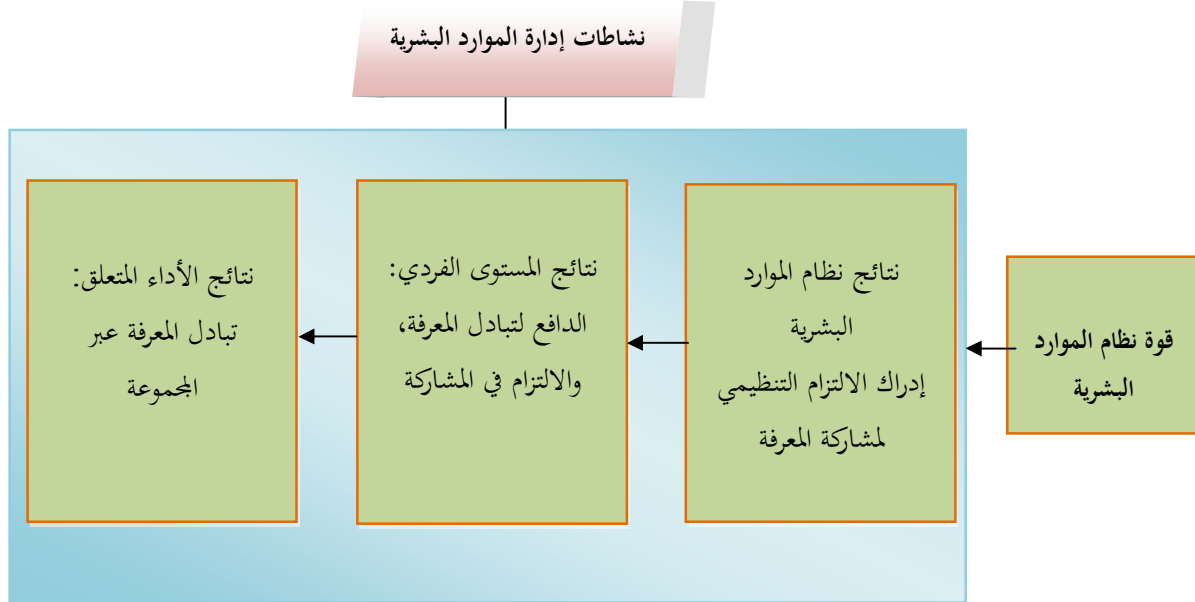 نشاطات إدارة الموارد البشرية
قوة نظام الموارد
البشرية
نتائج نظام الموارد
البشرية
إدراك الالتزام التنظيمي
لمشاركة المعرفة
نتائج المستوى الفردي:
الدافع لتبادل المعرفة،
والالتزام في المشاركة
نتائج الأداء المتعلق:
تبادل المعرفة عبر
المجموعة